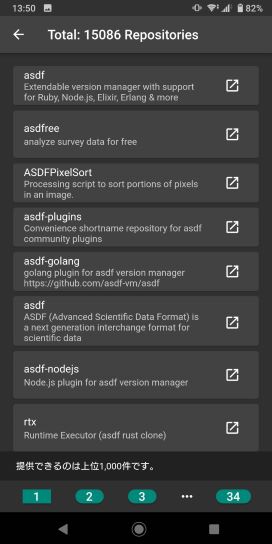 13:50 82%
Total: 15086 Repositories
asdf
Extendable version manager with support
for Ruby, Node.js, Elixir, Erlang & more
asdfree
analyze survey data for free
ASDFPixelSort
Processing script to sort portions of pixels
in an image.
asdf-plugins
Convenience shortname repository for asdf
community plugins
asdf-golang
golang plugin for asdf version manager
https://github.com/asdf-vm/asdf
asdf
ASDF (Advanced Scientific Data Format) is
a next generation interchange format for
scientific data
asdf-nodejs
Node.js plugin for asdf version manager
rtx
Runtime Executor (asdf rust clone)
提供できるのは上位1,000件です。
1 2 3 ••• 34